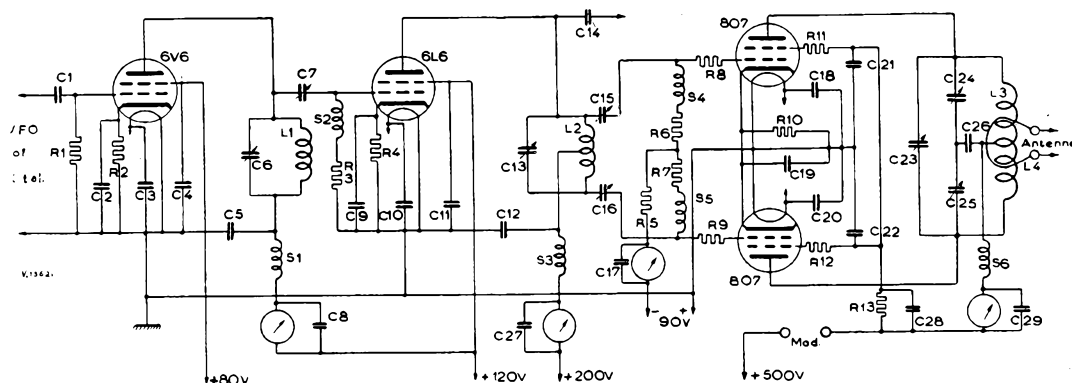 6V6
6L6
807
C14
C1
C7
R11
C21
C18
R8
C24
L3
S2
C15
S4
L1
L2
R10
C26
Antenne
VFO
of
R1
R2
C6
R3
R4
C13
R6
R7
C23
L4
C2
C3
C4
C9
C10
C11
C16
S5
C19
C25
R5
C20
C5
C12
R9
C22
R12
V.1362.
S1
S3
C17
807
S6
C8
C27
-
+
90V
R13
C28
C29
Mod.
+80V
+120V
+200V
+500V